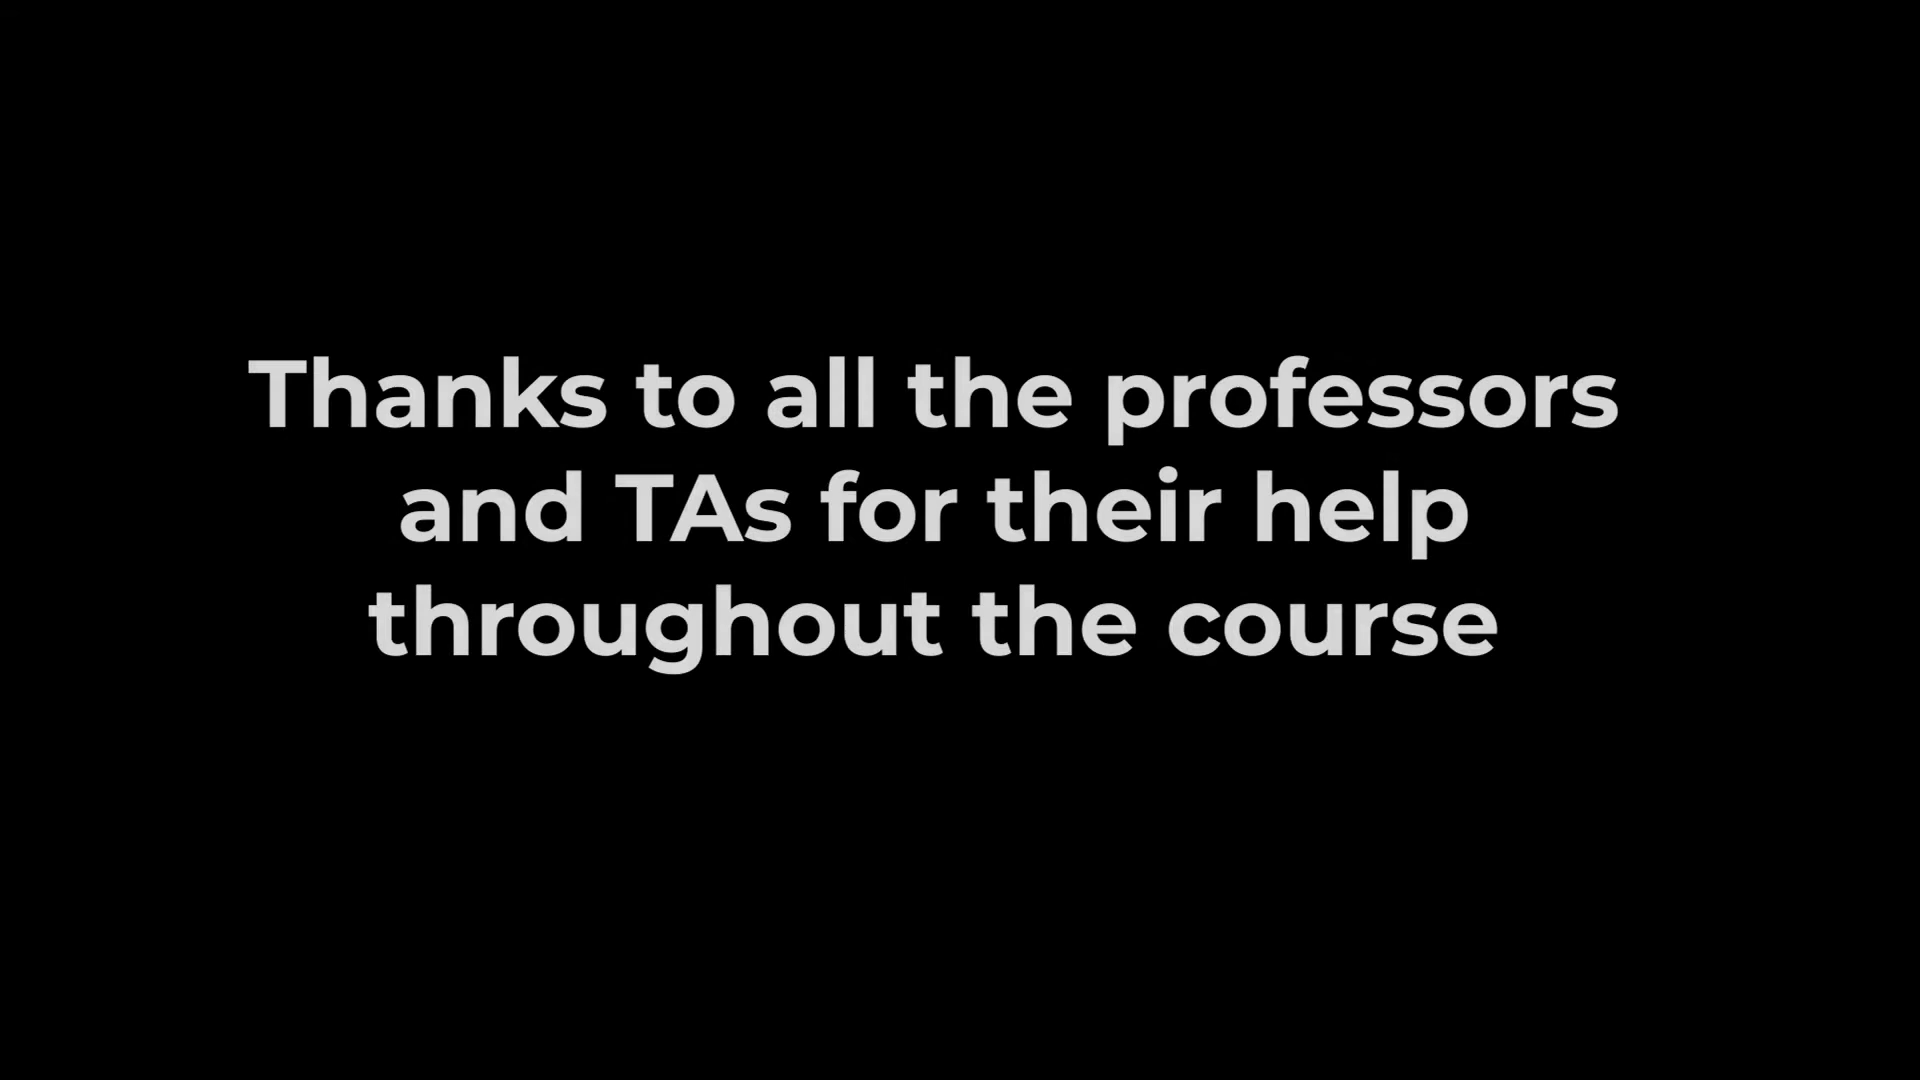 Thanks to all the professors
and TAs for their help
throughout the course